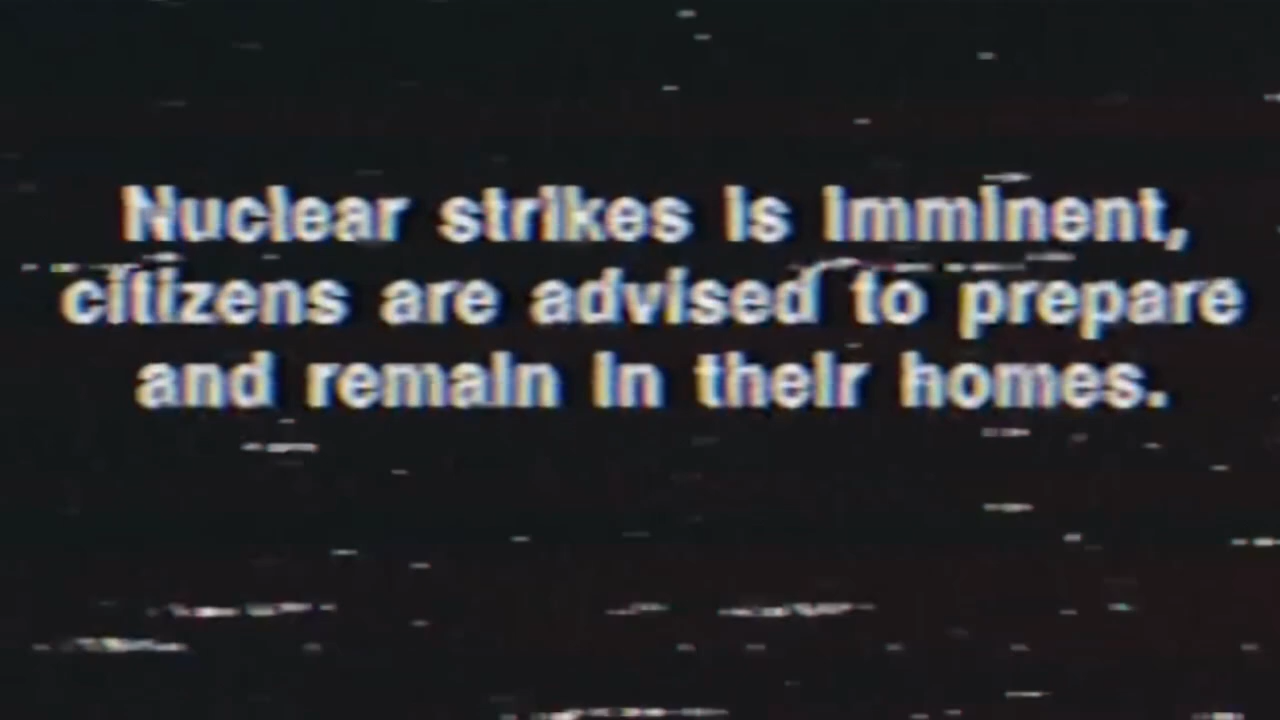 Nuclear strikes is imminent,
citizens are advised to prepare
and remain in their homes.